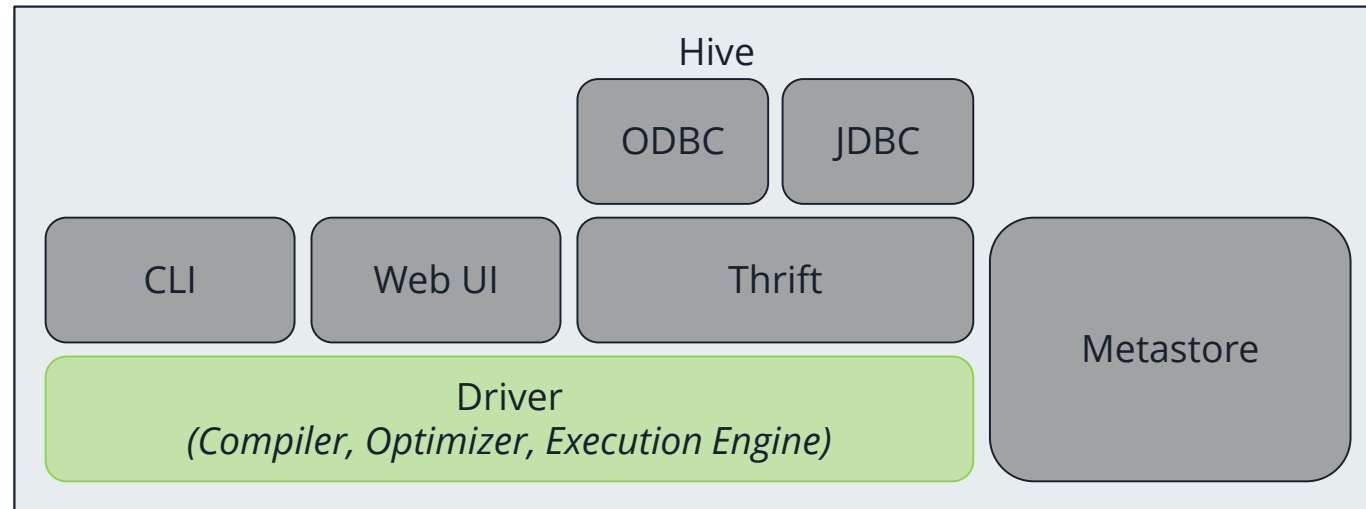 Hive
ODBC
JDBC
CLI
Web UI
Thrift
Metastore
Driver
(Compiler, Optimizer, Execution Engine)